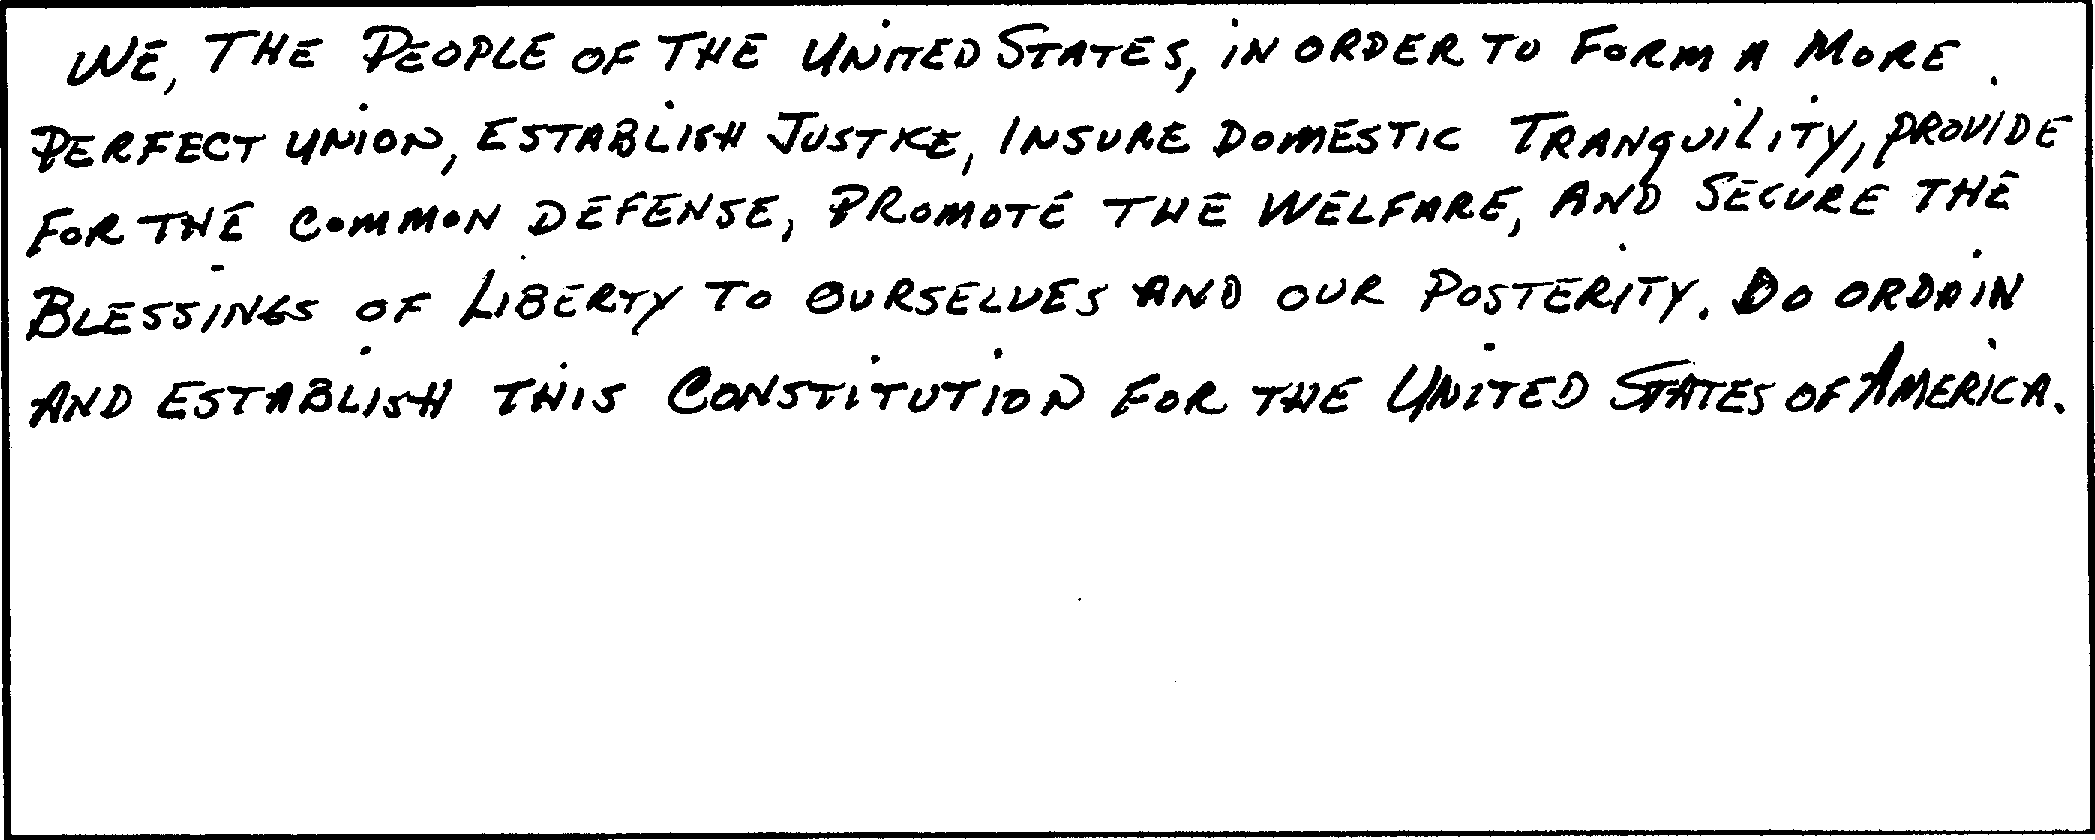 WE, THE PEOPLE OF THE UNITED STATES, IN ORDER TO FORM A MORE
PERFECT UNION, ESTABLISH JUSTICE, INSURE DOMESTIC TRANQUILITY, PROVIDE
FOR THE COMMON DEFENSE, PROMOTE THE WELFARE, AND SECURE THE
BLESSINGS OF LIBERTY TO OURSELVES AND OUR POSTERITY. DO ORDAIN
AND ESTABLISH THIS CONSTITUTION FOR THE UNITED STATES OF AMERICA.